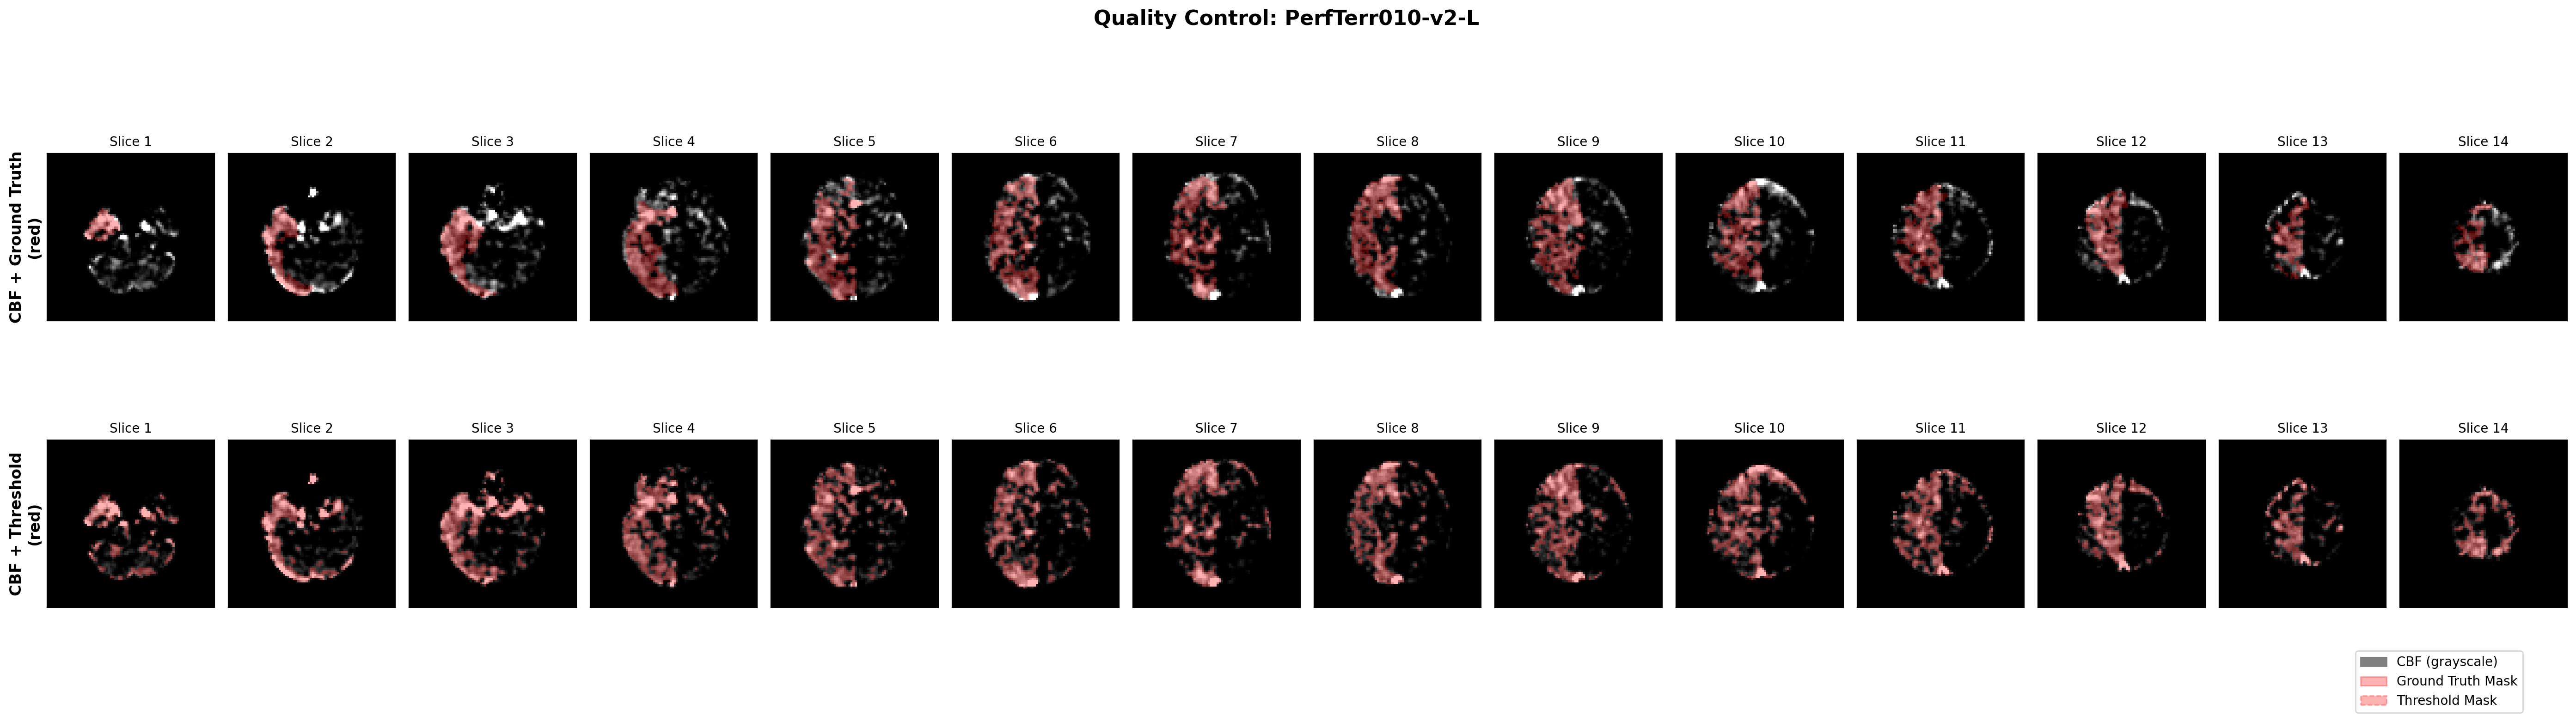 Quality Control: PerfTerr010-v2-L
CBF + Ground Truth
(red)
Slice 1
Slice 2
Slice 3
Slice 4
Slice 5
Slice 6
Slice 7
Slice 8
Slice 9
Slice 10
Slice 11
Slice 12
Slice 13
Slice 14
CBF + Threshold
(red)
Slice 1
Slice 2
Slice 3
Slice 4
Slice 5
Slice 6
Slice 7
Slice 8
Slice 9
Slice 10
Slice 11
Slice 12
Slice 13
Slice 14
CBF (grayscale)
Ground Truth Mask
Threshold Mask